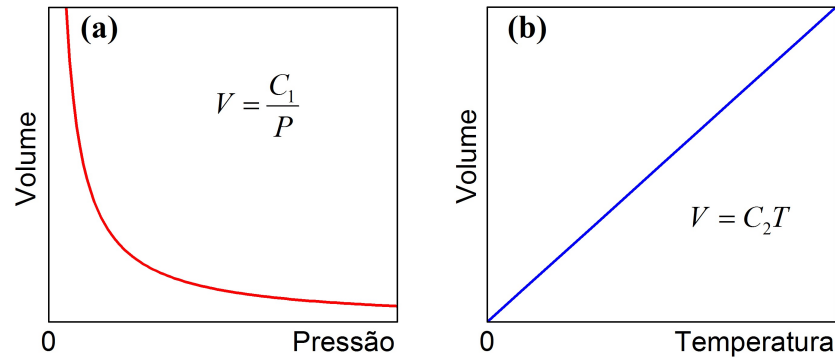 (a)
V = C₁/P
Volume
0
Pressão
(b)
V = C₂T
Volume
0
Temperatura